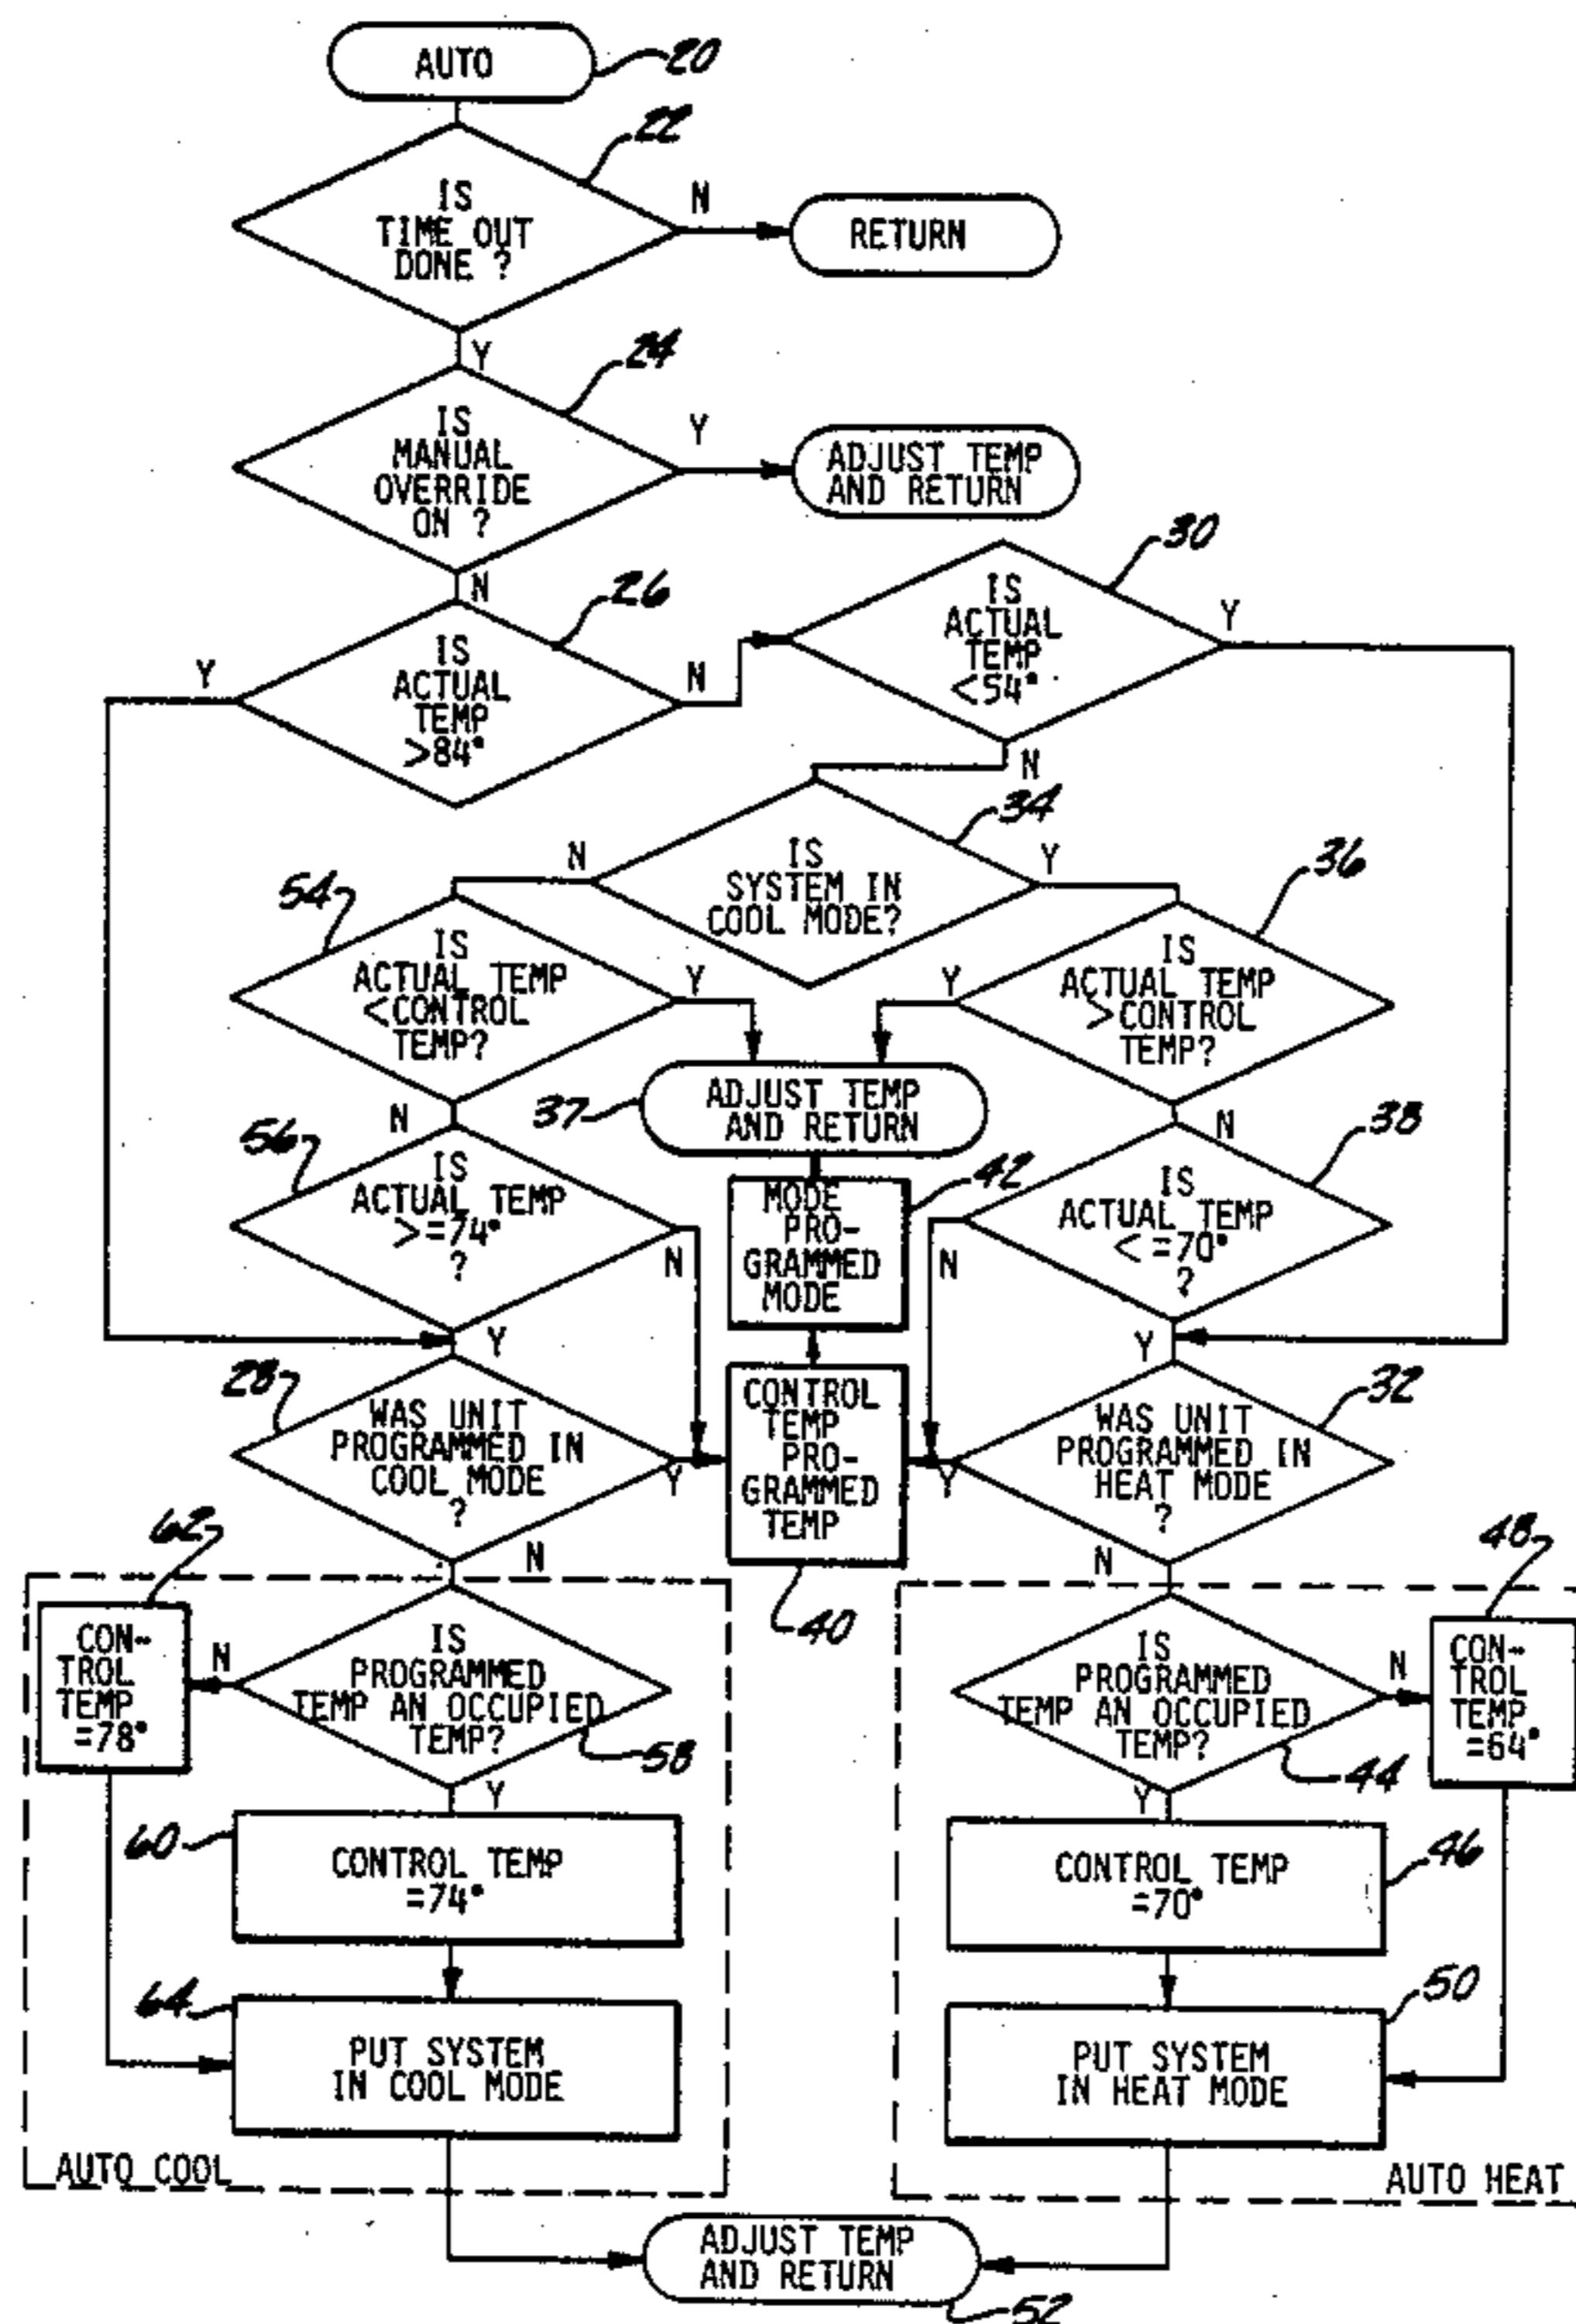 AUTO
20
22
IS
TIME OUT
DONE ?
N
RETURN
Y
24
IS
MANUAL
OVERRIDE
ON ?
Y
ADJUST TEMP
AND RETURN
N
26
IS
ACTUAL
TEMP
>84°
Y
N
30
IS
ACTUAL
TEMP
<54°
Y
N
34
IS
SYSTEM IN
COOL MODE?
N
Y
54
IS
ACTUAL TEMP
<CONTROL
TEMP?
Y
N
36
IS
ACTUAL TEMP
>CONTROL
TEMP?
Y
N
37
ADJUST TEMP
AND RETURN
56
IS
ACTUAL TEMP
>=74°
?
N
Y
42
MODE
PRO-
GRAMMED
MODE
38
IS
ACTUAL TEMP
<=70°
?
N
Y
28
WAS UNIT
PROGRAMMED IN
COOL MODE
?
Y
N
CONTROL
TEMP
PRO-
GRAMMED
TEMP
40
32
WAS UNIT
PROGRAMMED IN
HEAT MODE
?
Y
N
62
CON-
TROL
TEMP
=78°
N
IS
PROGRAMMED
TEMP AN OCCUPIED
TEMP?
58
Y
IS
PROGRAMMED
TEMP AN OCCUPIED
TEMP?
44
N
Y
48
CON-
TROL
TEMP
=64°
60
CONTROL TEMP
=74°
CONTROL TEMP
=70°
46
64
PUT SYSTEM
IN COOL MODE
PUT SYSTEM
IN HEAT MODE
50
AUTO COOL
AUTO HEAT
ADJUST TEMP
AND RETURN
52